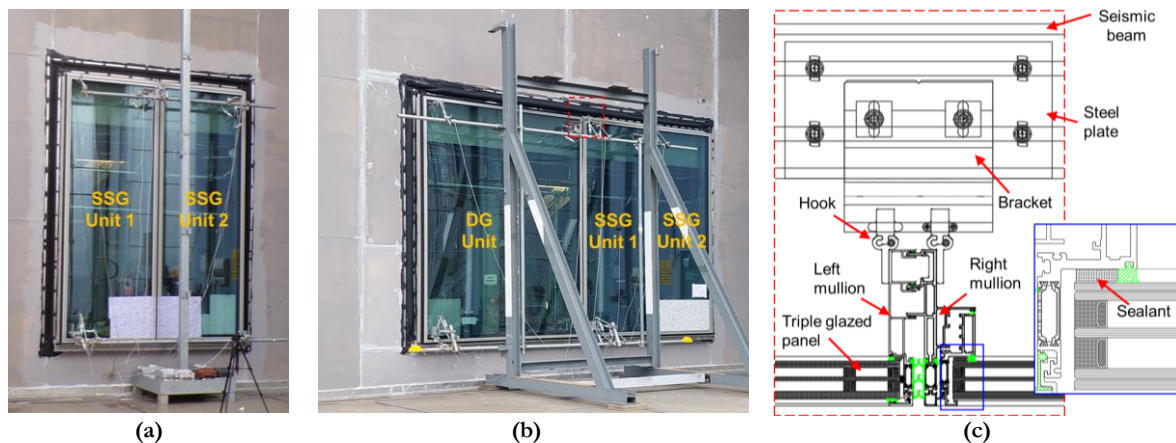 SSG
Unit 1
SSG
Unit 2
(a)
DG
Unit
SSG
Unit 1
SSG
Unit 2
(b)
Seismic
beam
Steel
plate
Bracket
Hook
Left
mullion
Right
mullion
Triple glazed
panel
Sealant
(c)